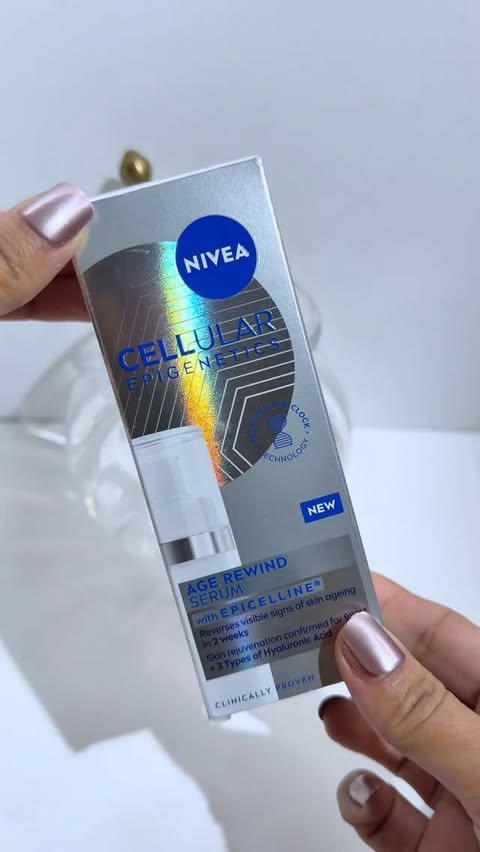 NIVEA
CELLULAR
EPIGENETICS
CLOCK
TECHNOLOGY
NEW
AGE REWIND
SERUM
with EPICELLINE®
Reverses visible signs of skin ageing
in 2 weeks
Skin rejuvenation confirmed for
+ 3 Types of Hyaluronic Acid
CLINICALLY PROVEN